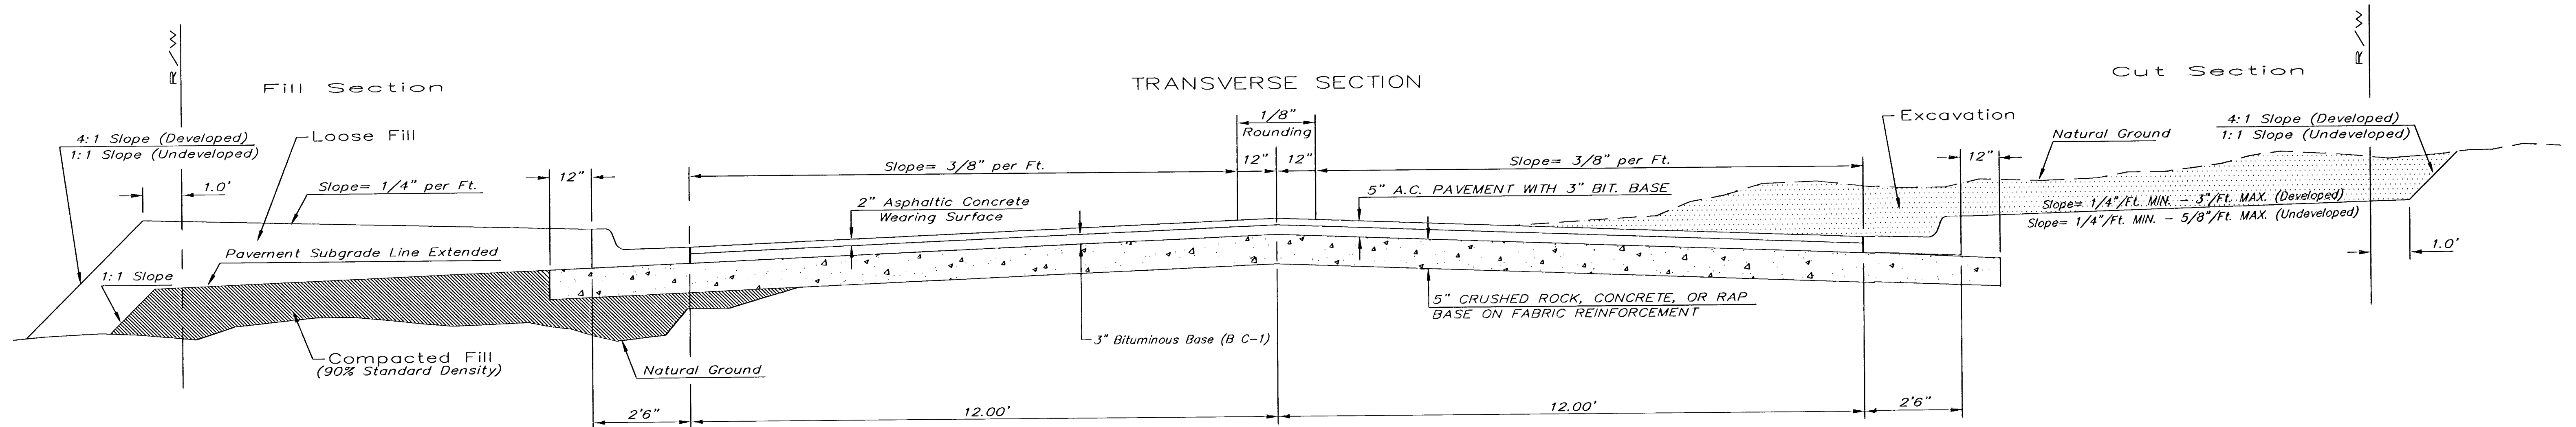 R/W
R/W
Fill Section
TRANSVERSE SECTION
Cut Section
4:1 Slope (Developed)
1:1 Slope (Undeveloped)
Loose Fill
1/8"
Rounding
Excavation
Natural Ground
4:1 Slope (Developed)
1:1 Slope (Undeveloped)
1.0'
Slope= 1/4" per Ft.
12"
Slope= 3/8" per Ft.
12"
12"
Slope= 3/8" per Ft.
12"
2" Asphaltic Concrete
Wearing Surface
5" A.C. PAVEMENT WITH 3" BIT. BASE
Slope= 1/4"/Ft. MIN. - 3"/Ft. MAX. (Developed)
Slope= 1/4"/Ft. MIN. - 5/8"/Ft. MAX. (Undeveloped)
1.0'
Pavement Subgrade Line Extended
1:1 Slope
5" CRUSHED ROCK, CONCRETE, OR RAP
BASE ON FABRIC REINFORCEMENT
3" Bituminous Base (B C-1)
Compacted Fill
(90% Standard Density)
Natural Ground
2'6"
12.00'
12.00'
2'6"